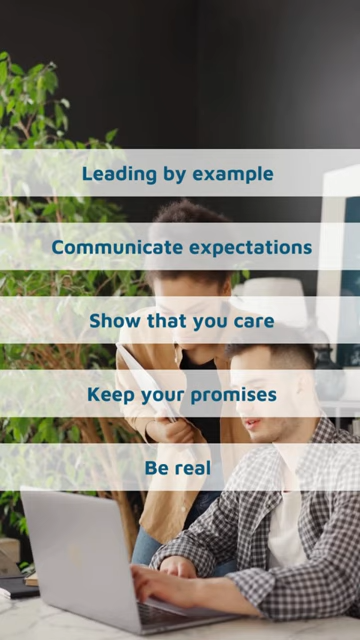 Leading by example
Communicate expectations
Show that you care
Keep your promises
Be real